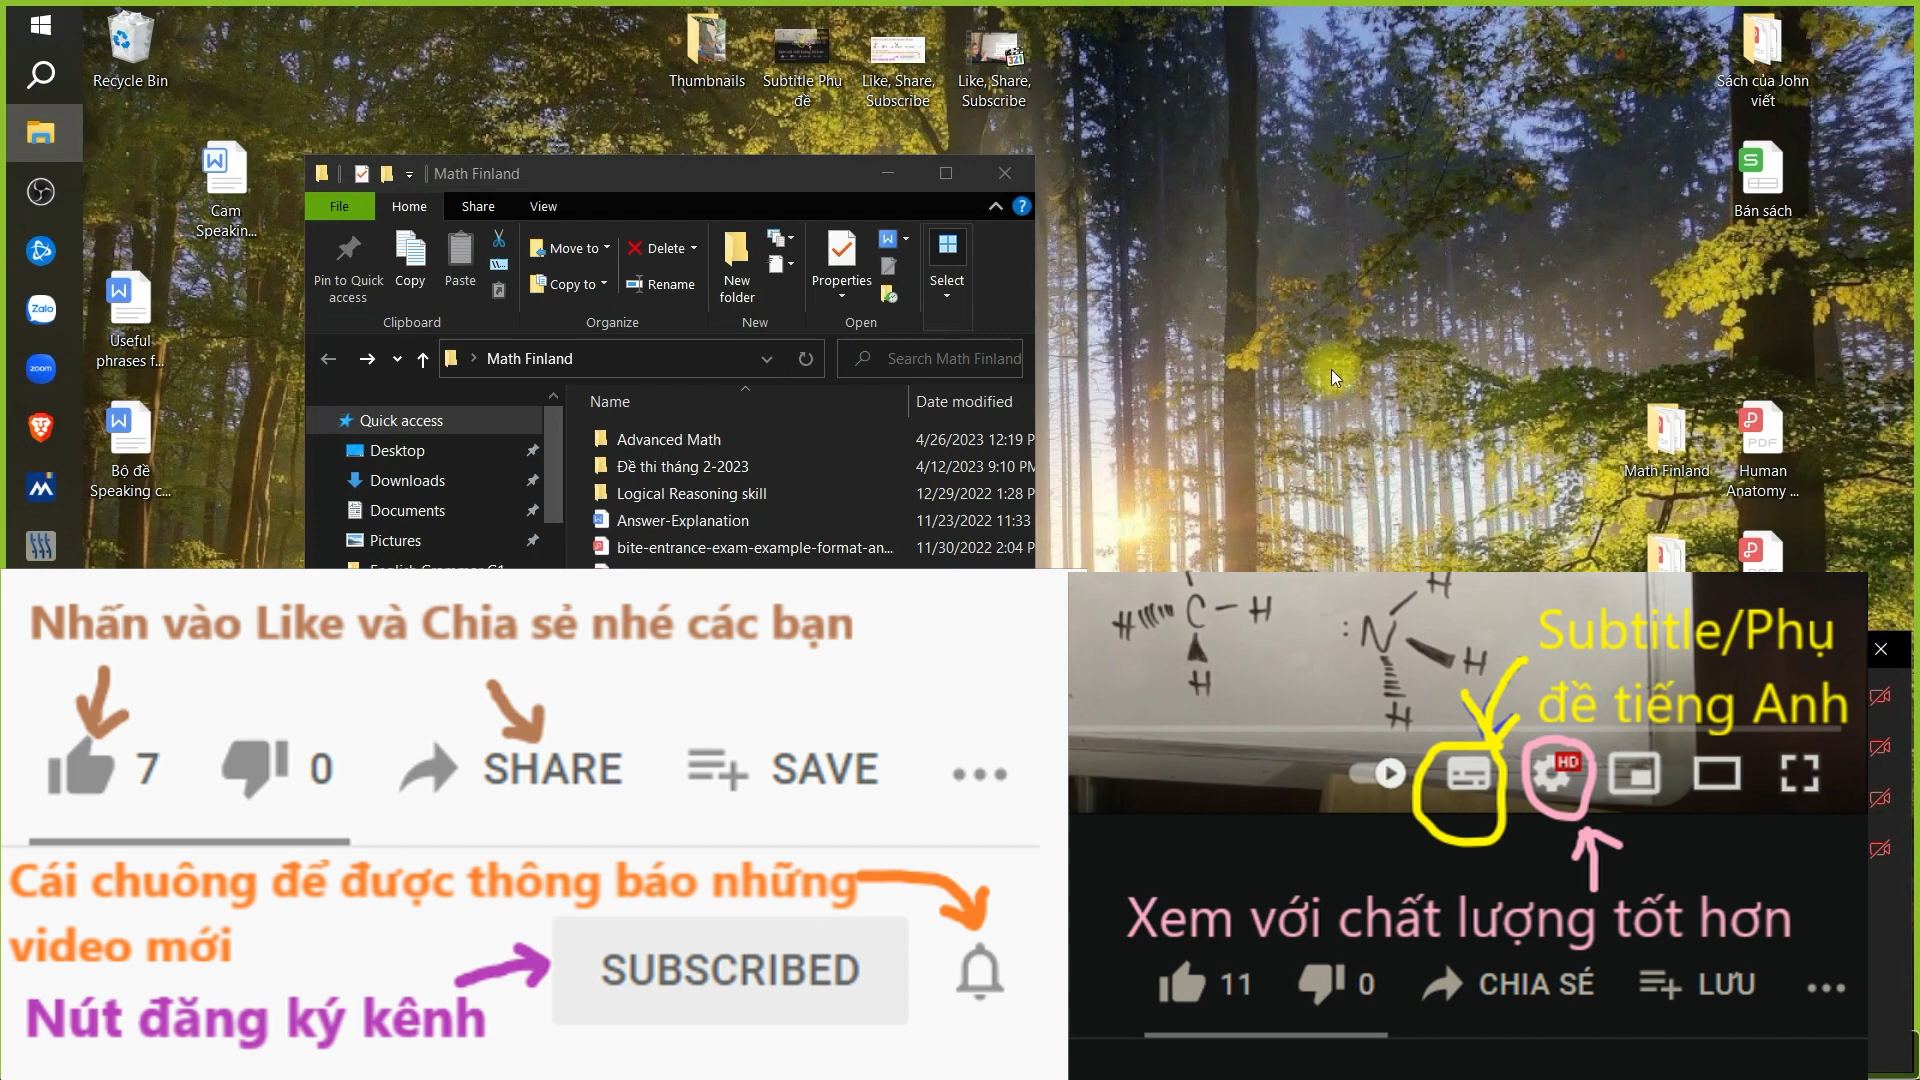 Recycle Bin
Thumbnails
Subtitle Phụ
đề
Like, Share,
Subscribe
Like, Share,
Subscribe
321
Sách của John
viết
Cam
Speakin...
Bán sách
Useful
phrases f...
Bộ đề
Speaking c...
Zalo
zoom
Math Finland
Human
Anatomy ...
PDF
Math Finland
File
Home
Share
View
Pin to Quick
access
Copy
Paste
Move to
Copy to
Delete
Rename
New
folder
Properties
Select
Clipboard
Organize
New
Open
Math Finland
Search Math Finland
Name
Date modified
Quick access
Desktop
Downloads
Documents
Pictures
Advanced Math
4/26/2023 12:19 P
Đề thi tháng 2-2023
4/12/2023 9:10 PM
Logical Reasoning skill
12/29/2022 1:28 P
Answer-Explanation
11/23/2022 11:33
bite-entrance-exam-example-format-an...
11/30/2022 2:04 P
Nhấn vào Like và Chia sẻ nhé các bạn
7
0
SHARE
SAVE
Cái chuông để được thông báo những
video mới
Nút đăng ký kênh
SUBSCRIBED
H C H
H
:N
H
H
H
Subtitle/Phụ
đề tiếng Anh
HD
Xem với chất lượng tốt hơn
11
0
CHIA SẺ
LƯU